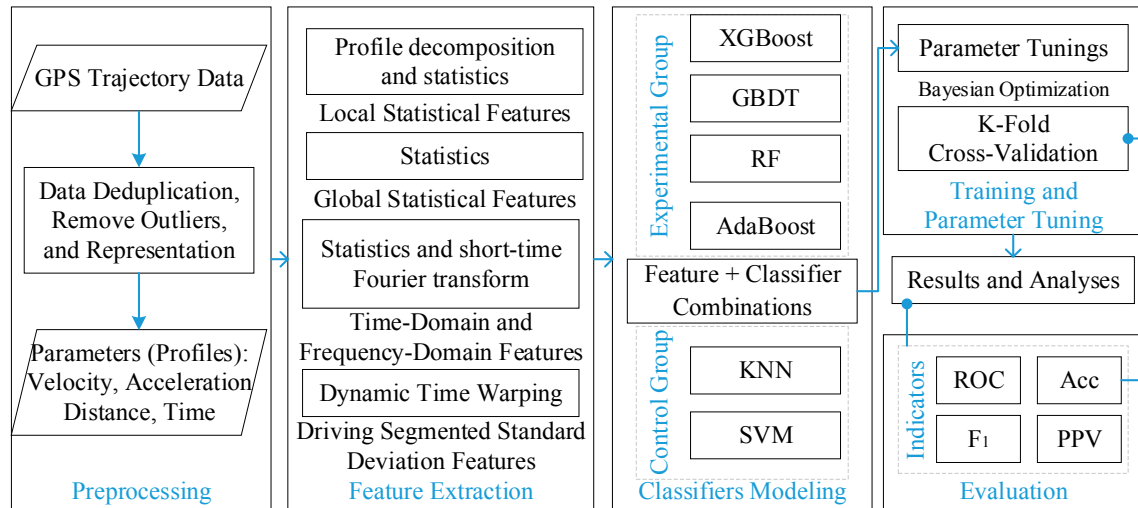 GPS Trajectory Data
Data Deduplication,
Remove Outliers,
and Representation
Parameters (Profiles):
Velocity, Acceleration
Distance, Time
Preprocessing
Profile decomposition
and statistics
Local Statistical Features
Statistics
Global Statistical Features
Statistics and short-time
Fourier transform
Time-Domain and
Frequency-Domain Features
Dynamic Time Warping
Driving Segmented Standard
Deviation Features
Feature Extraction
Experimental Group
XGBoost
GBDT
RF
AdaBoost
Feature + Classifier
Combinations
Control Group
KNN
SVM
Classifiers Modeling
Parameter Tunings
Bayesian Optimization
K-Fold
Cross-Validation
Training and
Parameter Tuning
Results and Analyses
Indicators
ROC
Acc
F1
PPV
Evaluation